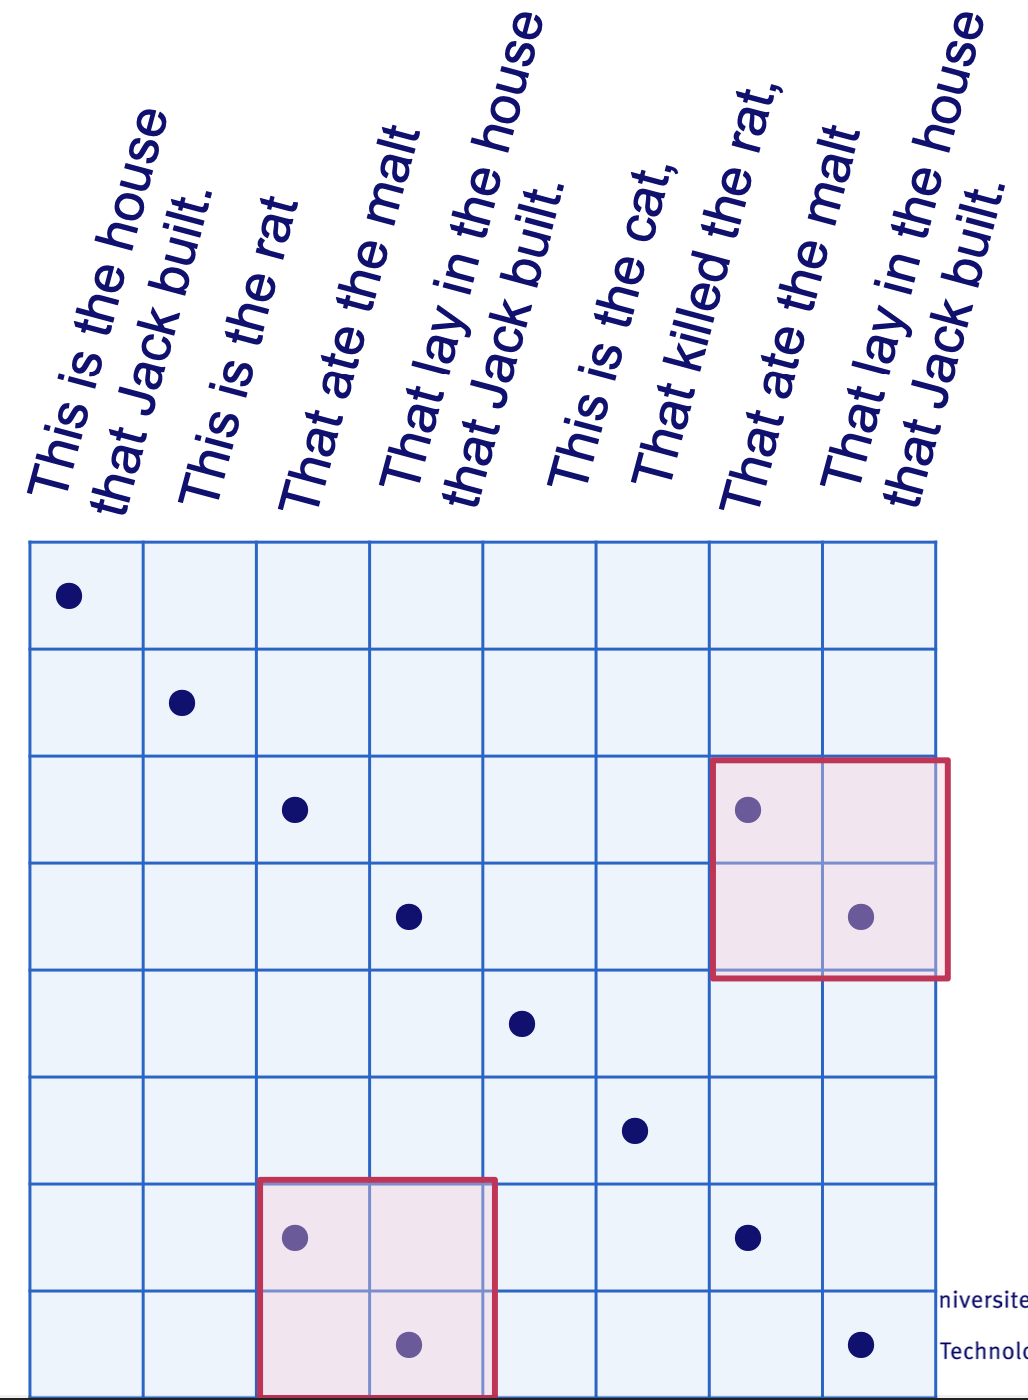 This is the house
that Jack built.
This is the rat
That ate the malt
That lay in the house
that Jack built.
This is the cat,
That killed the rat,
That ate the malt
That lay in the house
that Jack built.
niversite
Technolo